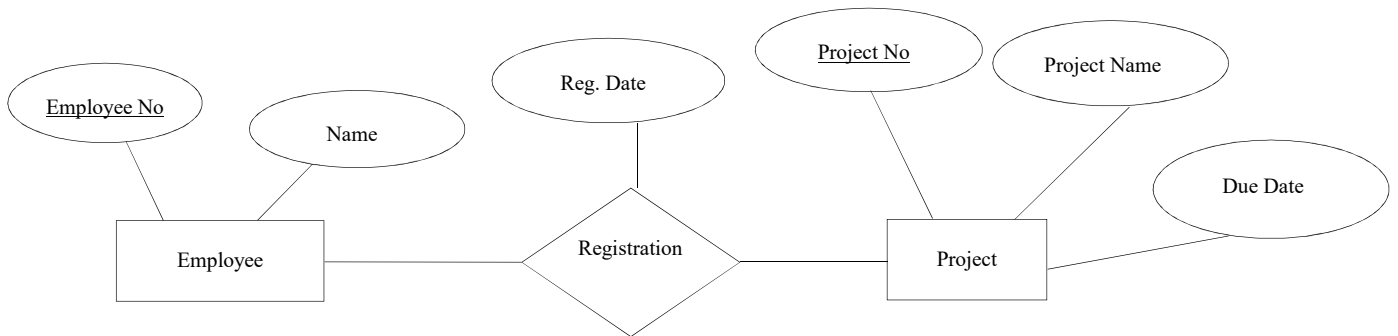 Project No
Project Name
Reg. Date
Employee No
Name
Due Date
Registration
Employee
Project